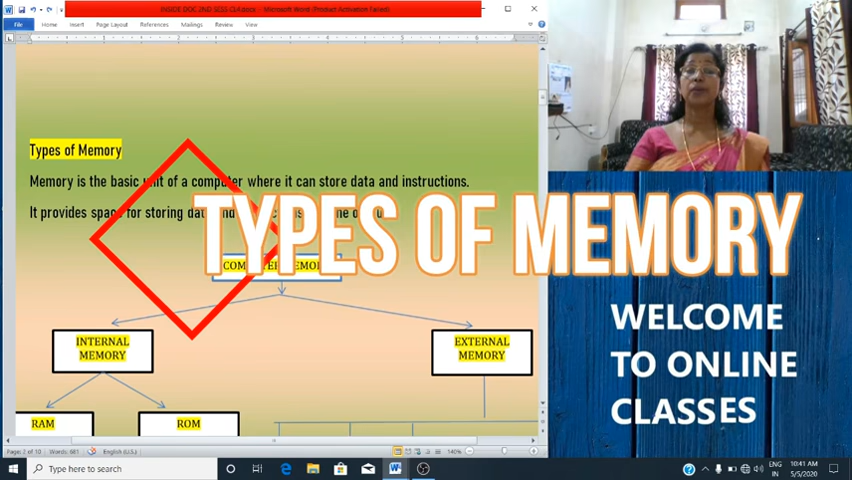 INSIDE DOC 2ND SESS-CLA.docx - Microsoft Word (Product Activation Failed)
File Home Insert Page Layout References Mailings Review View
Types of Memory
Memory is the basic unit of a computer where it can store data and instructions.
It provides space for storing data and
TYPES OF MEMORY
COMPUTER MEMORY
INTERNAL
MEMORY
EXTERNAL
MEMORY
RAM
ROM
WELCOME
TO ONLINE
CLASSES
Page: 2 of 10 Words: 681 English (U.S.) 140%
Type here to search
ENG
IN
10:41 AM
5/5/2020